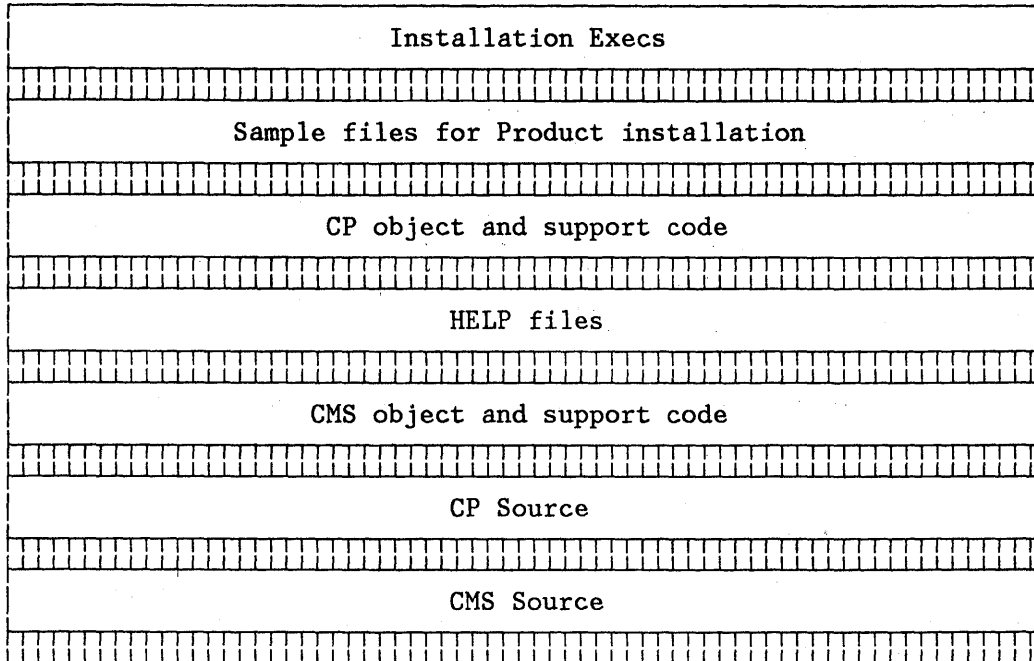 Installation Execs
Sample files for Product installation
CP object and support code
HELP files
CMS object and support code
CP Source
CMS Source